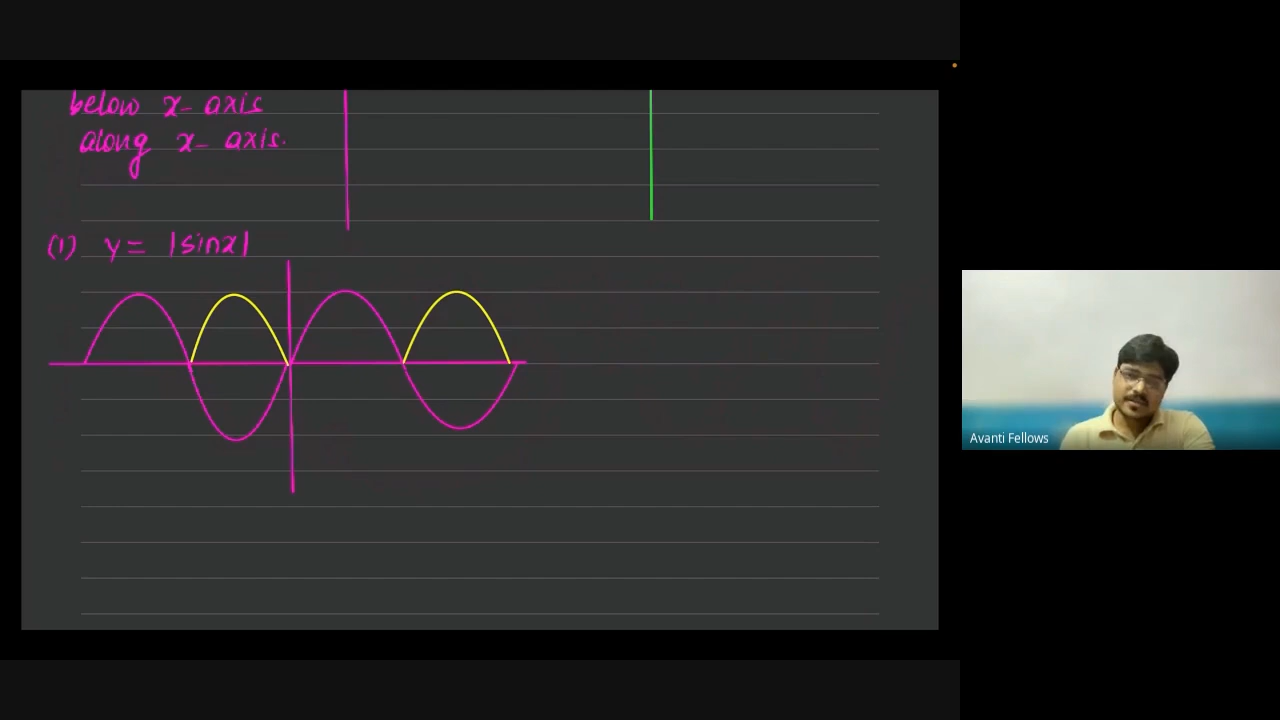 below x- axis
along x- axis.
(1) y = |sinx|
Avanti Fellows